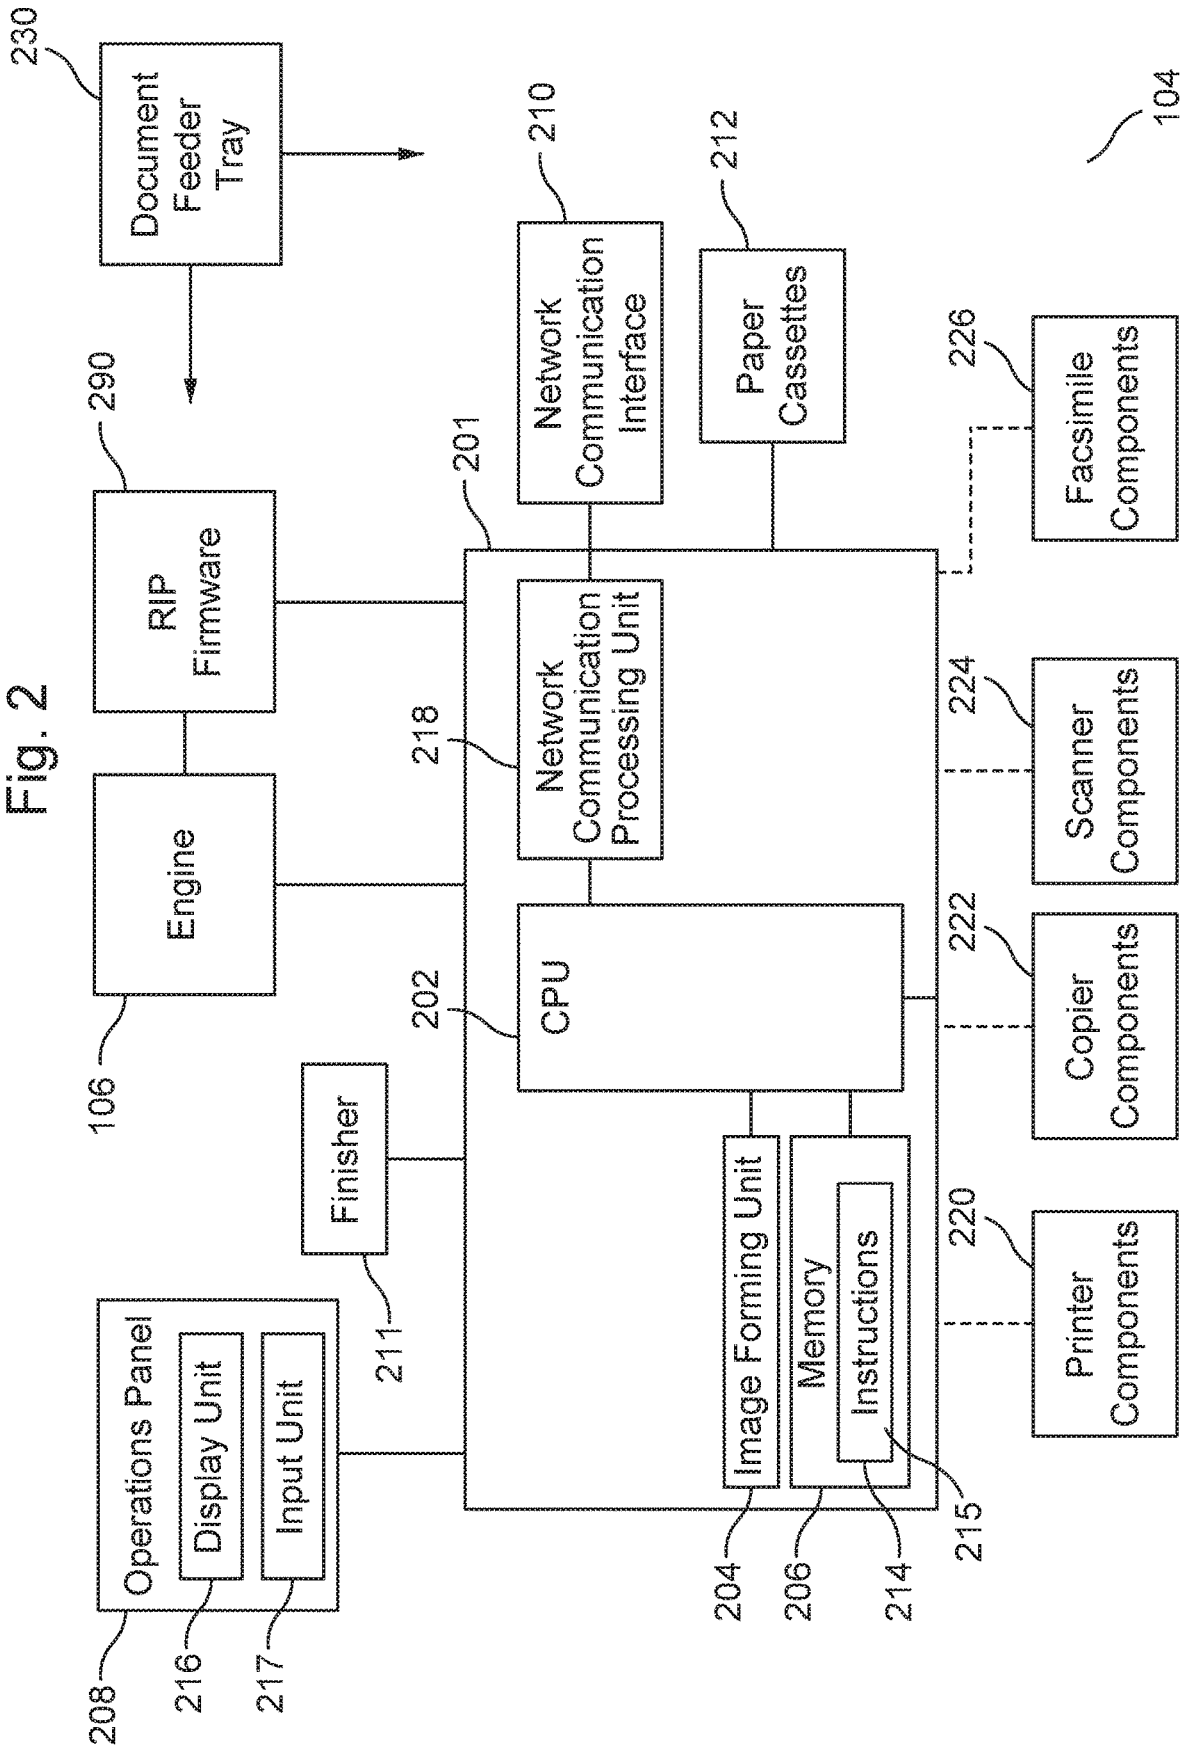 Fig. 2
208
Operations Panel
216
Display Unit
217
Input Unit
211
Finisher
106
Engine
290
RIP
Firmware
230
Document
Feeder
Tray
201
202
CPU
218
Network
Communication
Processing Unit
210
Network
Communication
Interface
212
Paper
Cassettes
204
Image Forming Unit
206
Memory
214
Instructions
215
220
Printer
Components
222
Copier
Components
224
Scanner
Components
226
Facsimile
Components
104